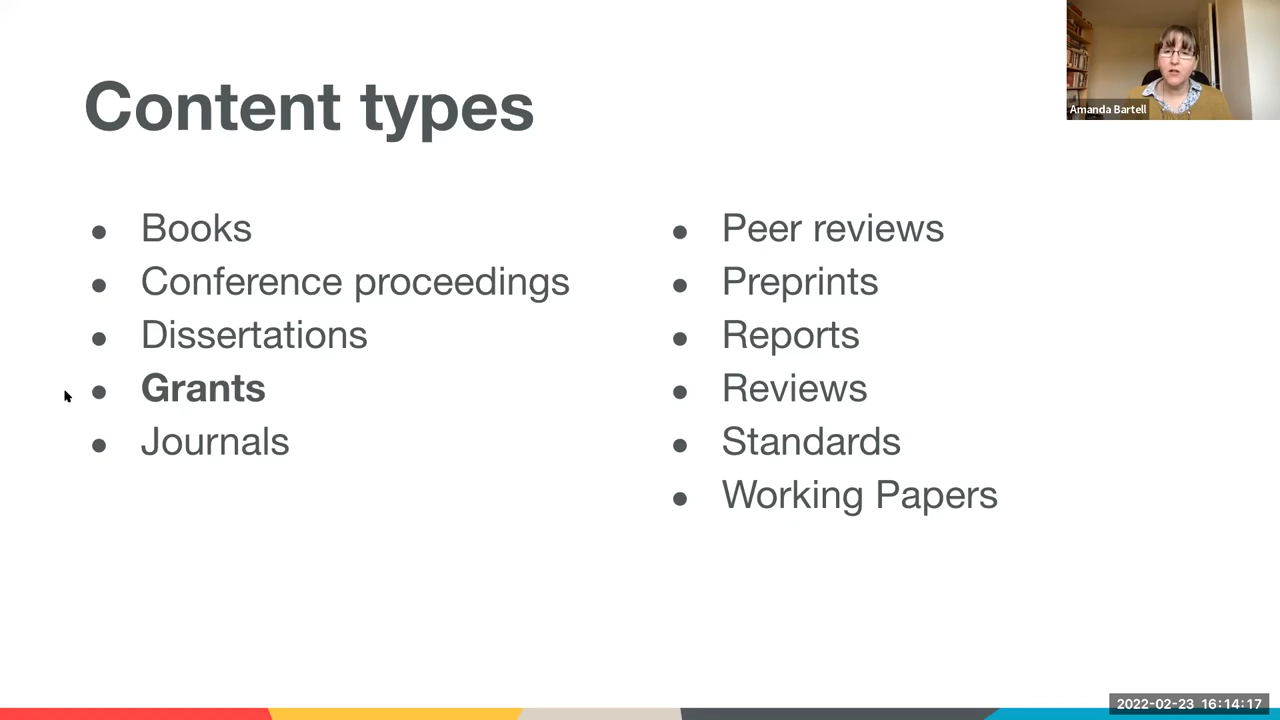 Content types
Amanda Bartell
Books
Conference proceedings
Dissertations
Grants
Journals
Peer reviews
Preprints
Reports
Reviews
Standards
Working Papers
2022-02-23 16:14:17